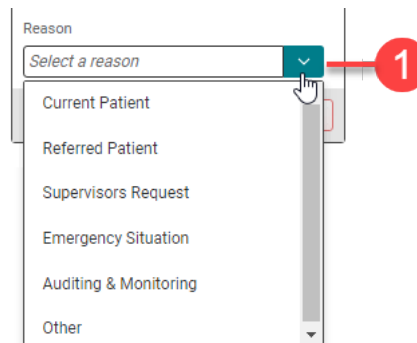 Reason
Select a reason
1
Current Patient
Referred Patient
Supervisors Request
Emergency Situation
Auditing & Monitoring
Other